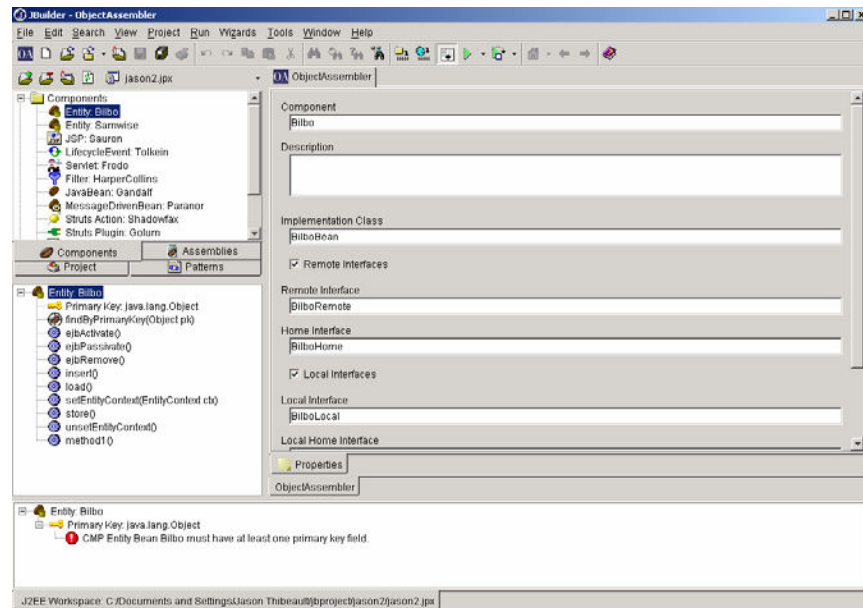 JBuilder - ObjectAssembler
File Edit Search View Project Run Wizards Tools Window Help
jason2.jpx
OA ObjectAssembler
Components
Entity: Bilbo
Entity: Samwise
JSP: Sauron
LifecycleEvent: Tolkein
Servlet: Frodo
Filter: HarperCollins
JavaBean: Gandalf
MessageDrivenBean: Paranor
Struts Action: Shadowfax
Struts Plugin: Golum
Components Assemblies
Project Patterns
Entity: Bilbo
Primary Key: java.lang.Object
findByPrimaryKey(Object pk)
ejbActivate()
ejbPassivate()
ejbRemove()
insert()
load()
setEntityContext(EntityContext ctx)
store()
unsetEntityContext()
method1()
Component
Bilbo
Description
Implementation Class
BilboBean
Remote Interfaces
Remote Interface
BilboRemote
Home Interface
BilboHome
Local Interfaces
Local Interface
BilboLocal
Local Home Interface
Properties
ObjectAssembler
Entity: Bilbo
Primary Key: java.lang.Object
CMP Entity Bean Bilbo must have at least one primary key field.
J2EE Workspace: C:/Documents and Settings/Jason Thibeault/jbproject/jason2/jason2.jpx